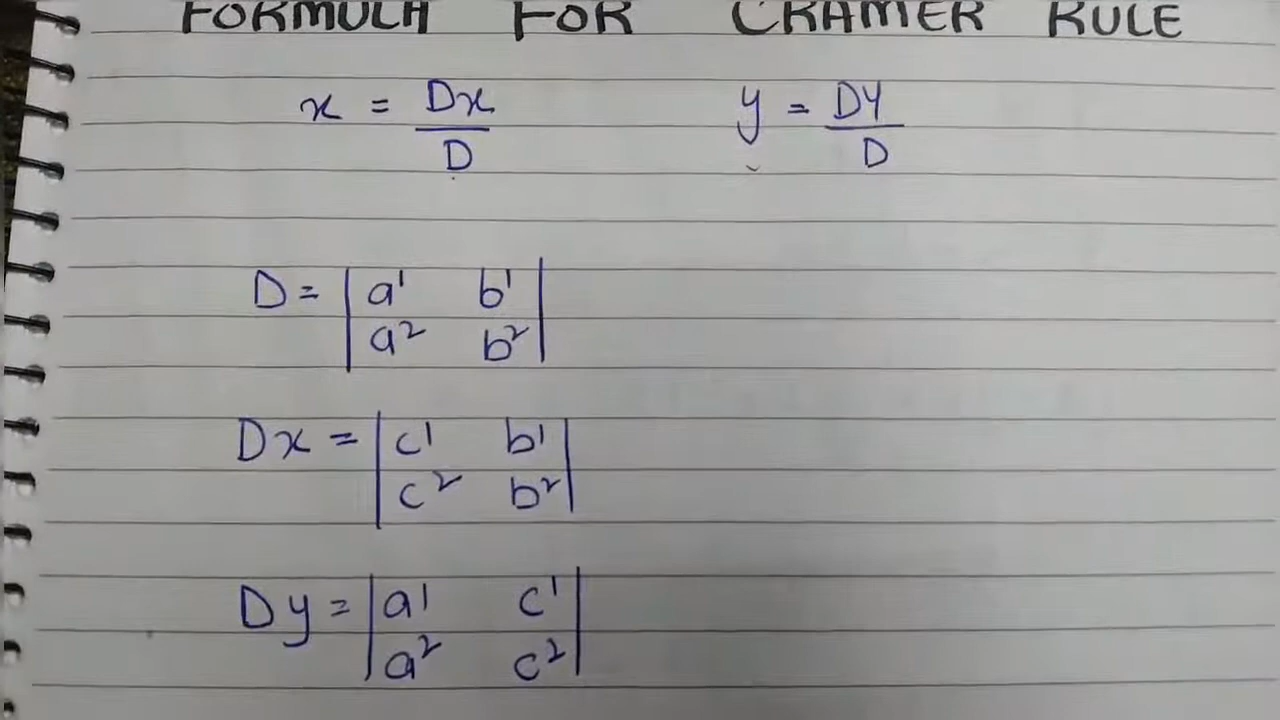 FORMULA FOR CRAMER RULE
x = Dx / D y = Dy / D
D = | a¹ b¹ |
| a² b² |
Dx = | c¹ b¹ |
| c² b² |
Dy = | a¹ c¹ |
| a² c² |